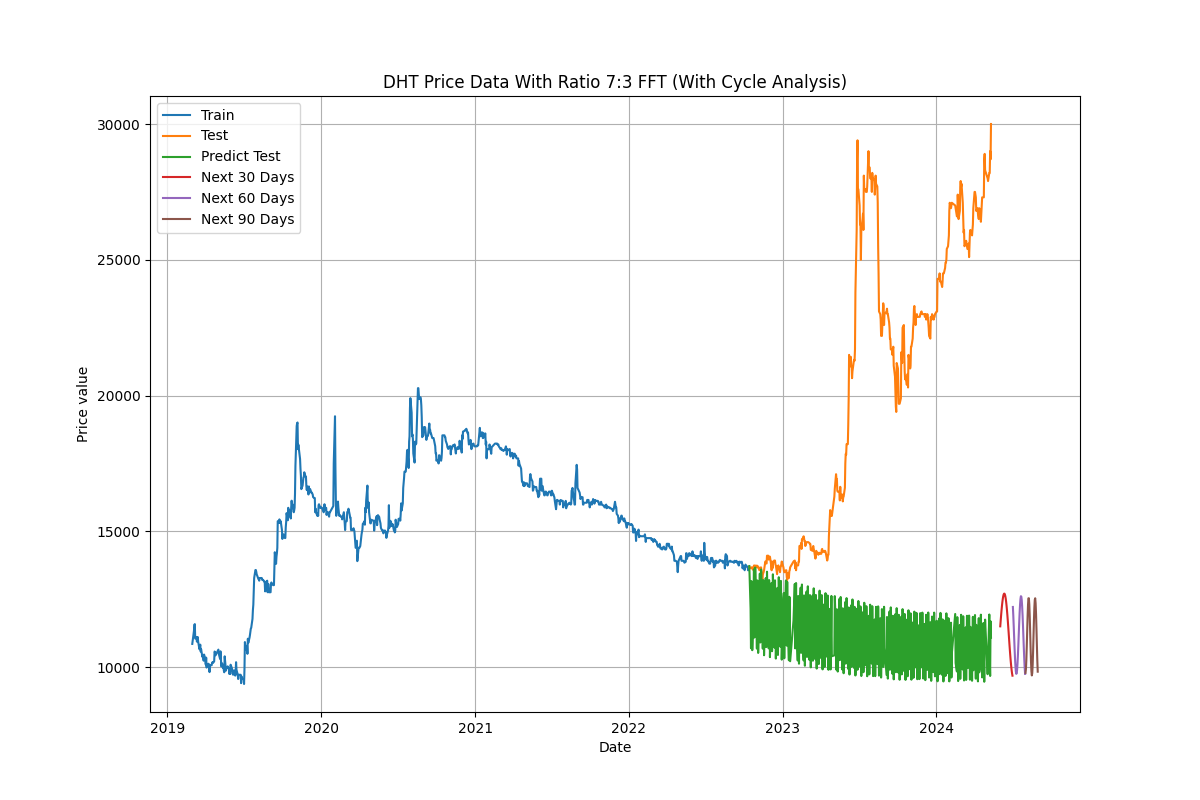 DHT Price Data With Ratio 7:3 FFT (With Cycle Analysis)
Train
Test
Predict Test
Next 30 Days
Next 60 Days
Next 90 Days
30000
25000
20000
15000
10000
Price value
2019
2020
2021
2022
2023
2024
Date